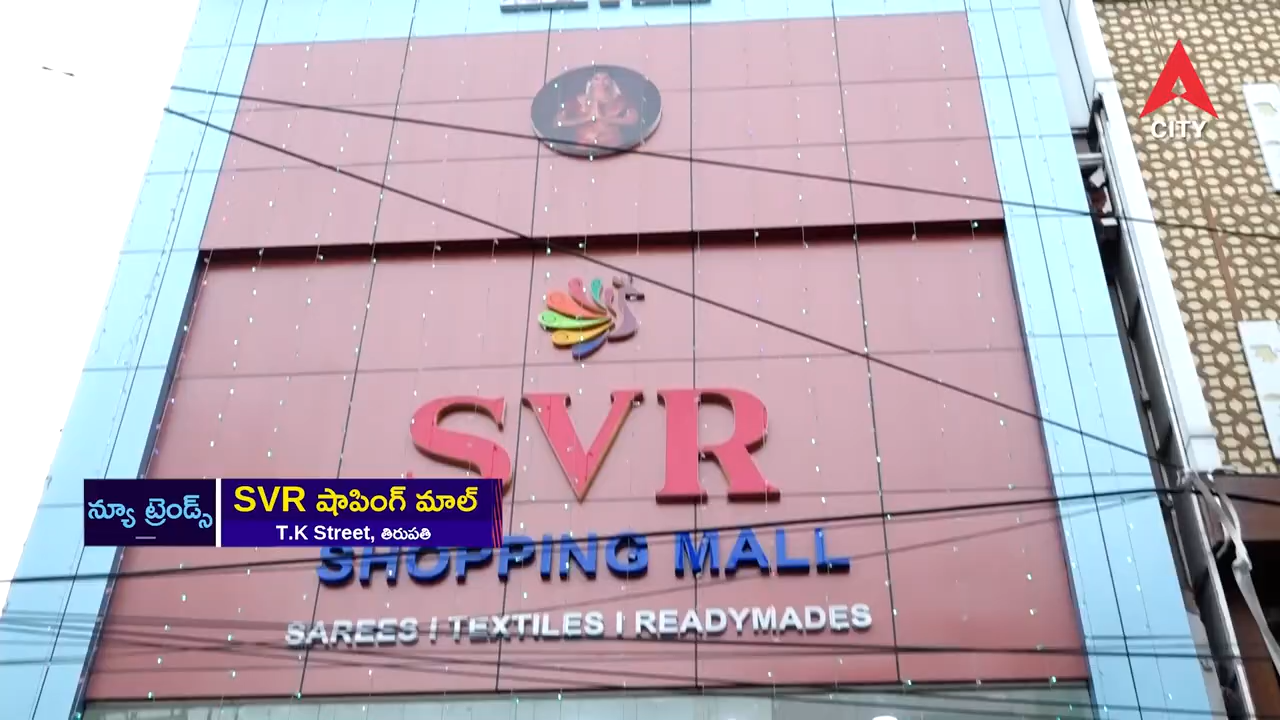 CITY
SVR
న్యూ ట్రెండ్స్
SVR షాపింగ్ మాల్
T.K Street, తిరుపతి
SHOPPING MALL
SAREES | TEXTILES | READYMADES